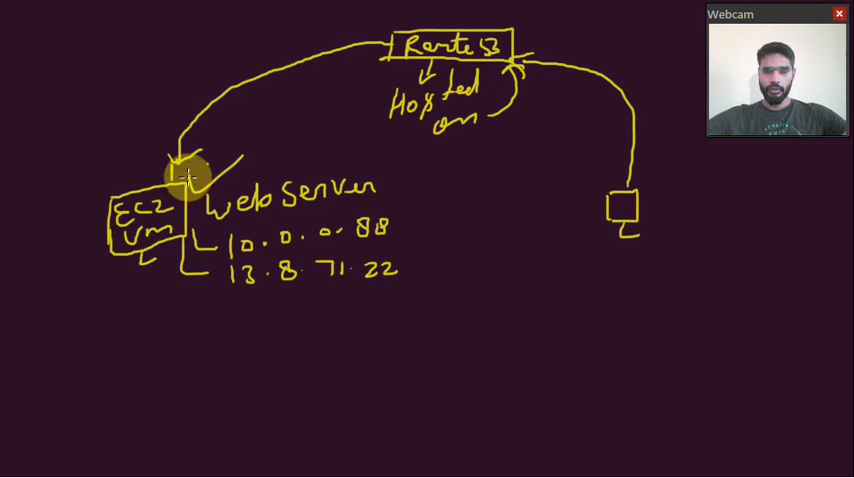 Webcam
Route 53
Hosted
on
EC2
Vm
Web Server
10.0.0.88
13.8.71.22